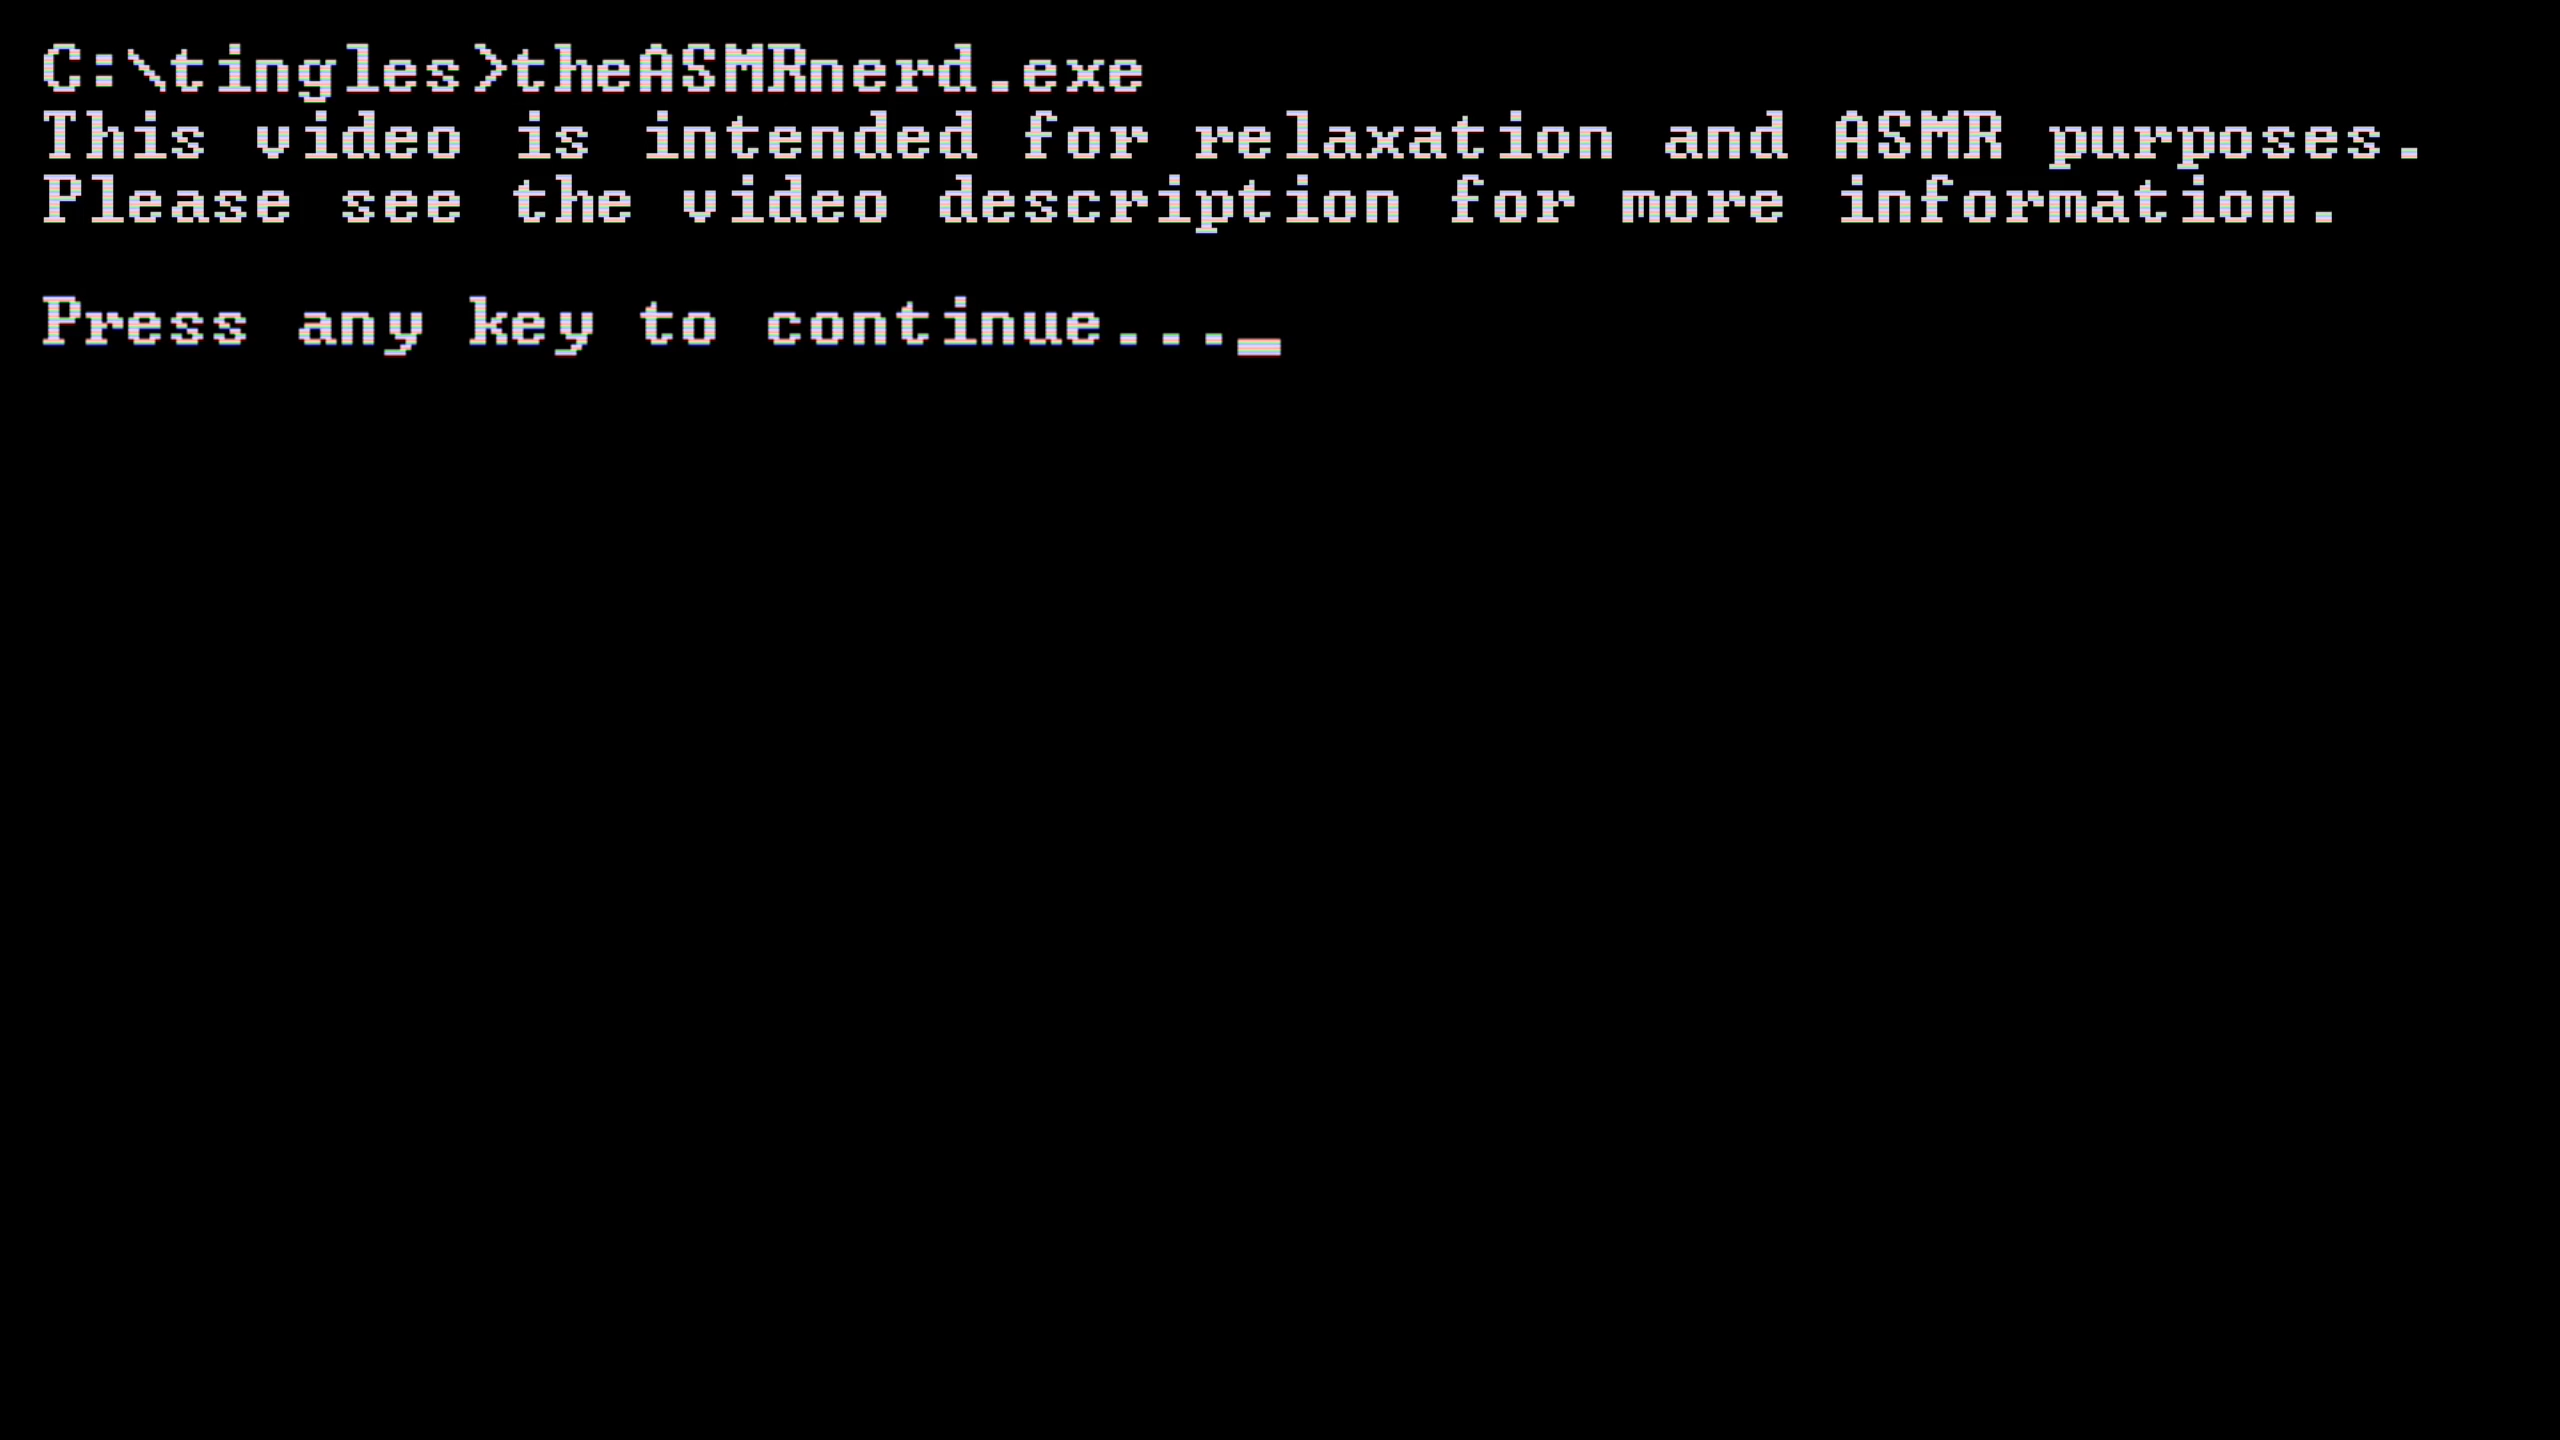 C:\tingles>theASMRnerd.exe
This video is intended for relaxation and ASMR purposes.
Please see the video description for more information.
Press any key to continue..._